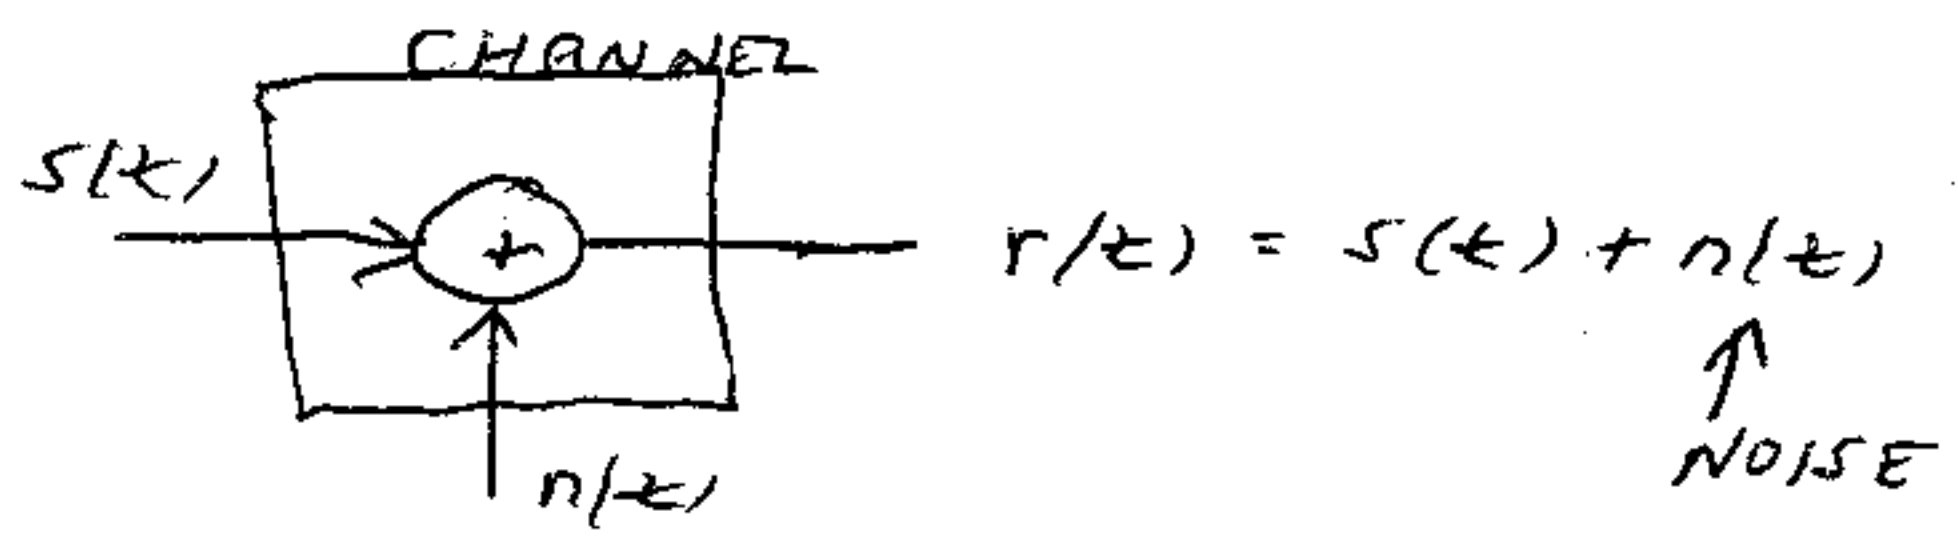 CHANNEL
s(t)
r(t) = s(t) + n(t)
NOISE
n(t)